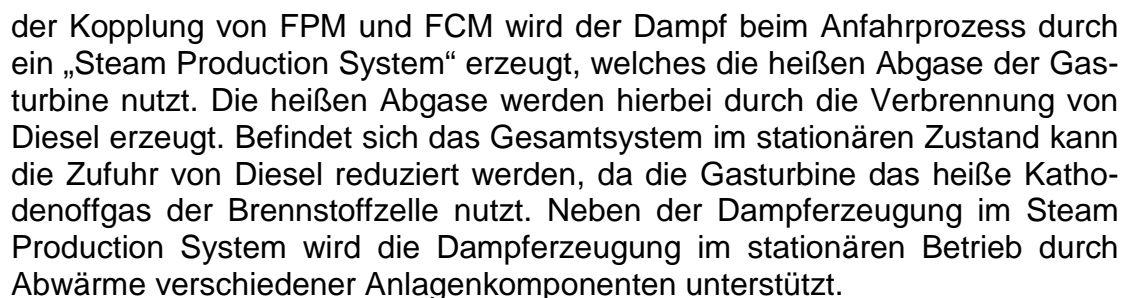 der Kopplung von FPM und FCM wird der Dampf beim Anfahrprozess durch
ein „Steam Production System“ erzeugt, welches die heißen Abgase der Gas-
turbine nutzt. Die heißen Abgase werden hierbei durch die Verbrennung von
Diesel erzeugt. Befindet sich das Gesamtsystem im stationären Zustand kann
die Zufuhr von Diesel reduziert werden, da die Gasturbine das heiße Katho-
denoffgas der Brennstoffzelle nutzt. Neben der Dampferzeugung im Steam
Production System wird die Dampferzeugung im stationären Betrieb durch
Abwärme verschiedener Anlagenkomponenten unterstützt.